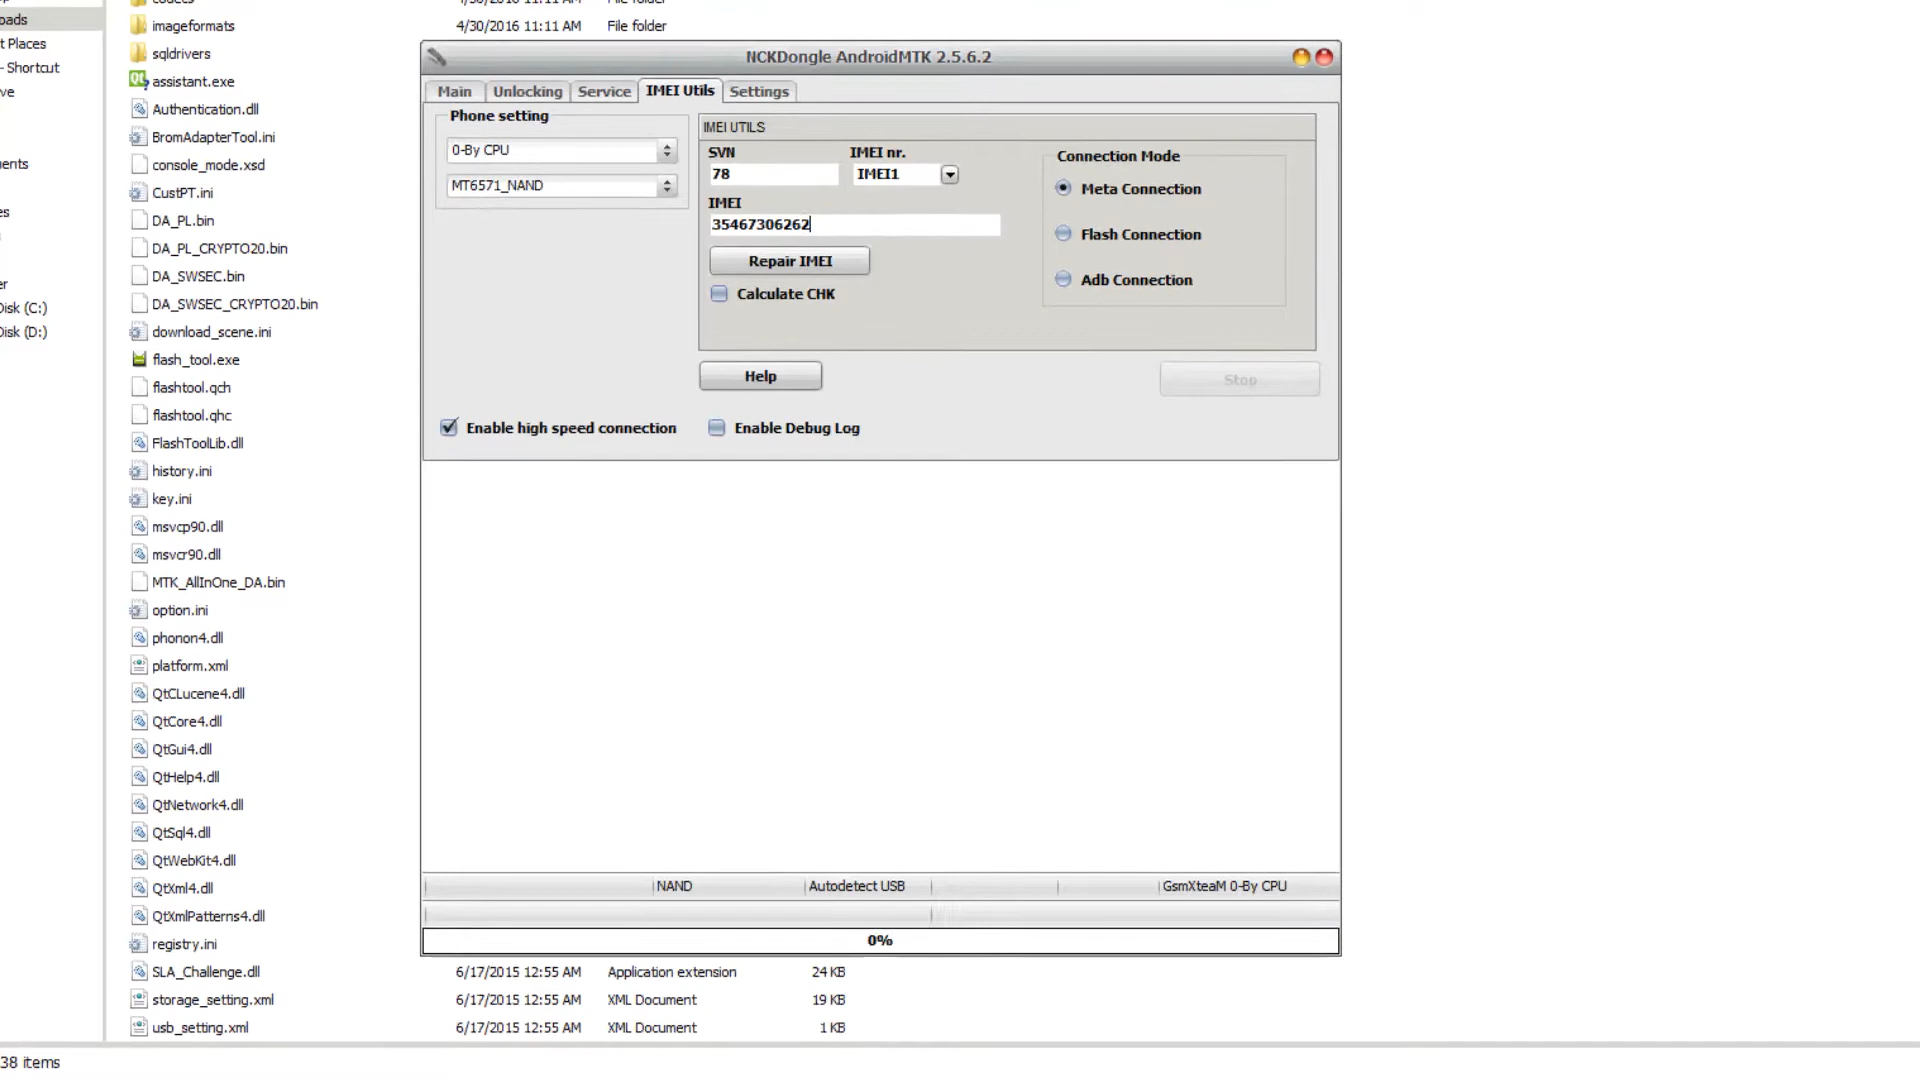 oads
t Places
- Shortcut
ve
ents
es
er
Disk (C:)
Disk (D:)
codecs
imageformats 4/30/2016 11:11 AM File folder
sqldrivers
assistant.exe
Authentication.dll
BromAdapterTool.ini
console_mode.xsd
CustPT.ini
DA_PL.bin
DA_PL_CRYPTO20.bin
DA_SWSEC.bin
DA_SWSEC_CRYPTO20.bin
download_scene.ini
flash_tool.exe
flashtool.qch
flashtool.qhc
FlashToolLib.dll
history.ini
key.ini
msvcp90.dll
msvcr90.dll
MTK_AllInOne_DA.bin
option.ini
phonon4.dll
platform.xml
QtCLucene4.dll
QtCore4.dll
QtGui4.dll
QtHelp4.dll
QtNetwork4.dll
QtSql4.dll
QtWebKit4.dll
QtXml4.dll
QtXmlPatterns4.dll
registry.ini
SLA_Challenge.dll 6/17/2015 12:55 AM Application extension 24 KB
storage_setting.xml 6/17/2015 12:55 AM XML Document 19 KB
usb_setting.xml 6/17/2015 12:55 AM XML Document 1 KB
38 items
NCKDongle AndroidMTK 2.5.6.2
Main Unlocking Service IMEI Utils Settings
Phone setting
0-By CPU
MT6571_NAND
IMEI UTILS
SVN IMEI nr.
78 IMEI1
IMEI
35467306262
Repair IMEI
Calculate CHK
Connection Mode
Meta Connection
Flash Connection
Adb Connection
Help Stop
Enable high speed connection Enable Debug Log
NAND Autodetect USB GsmXteaM 0-By CPU
0%